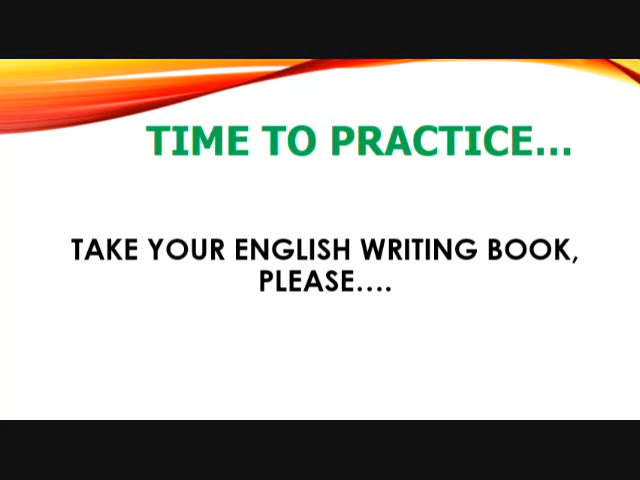 TIME TO PRACTICE...
TAKE YOUR ENGLISH WRITING BOOK,
PLEASE....